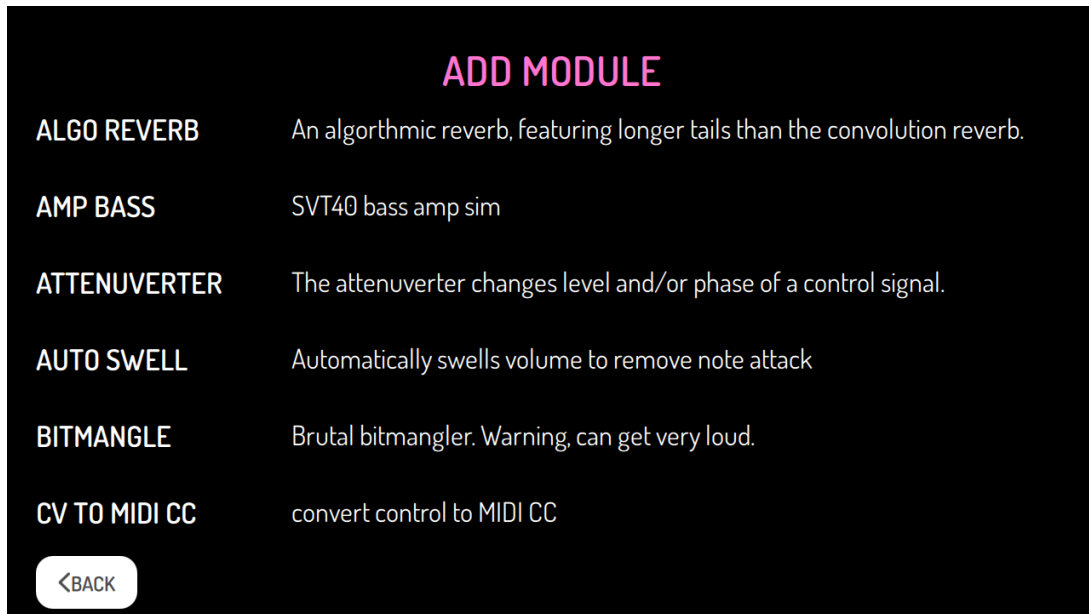 ADD MODULE
ALGO REVERB An algorthmic reverb, featuring longer tails than the convolution reverb.
AMP BASS SVT40 bass amp sim
ATTENUVERTER The attenuverter changes level and/or phase of a control signal.
AUTO SWELL Automatically swells volume to remove note attack
BITMANGLE Brutal bitmangler. Warning, can get very loud.
CV TO MIDI CC convert control to MIDI CC
<BACK